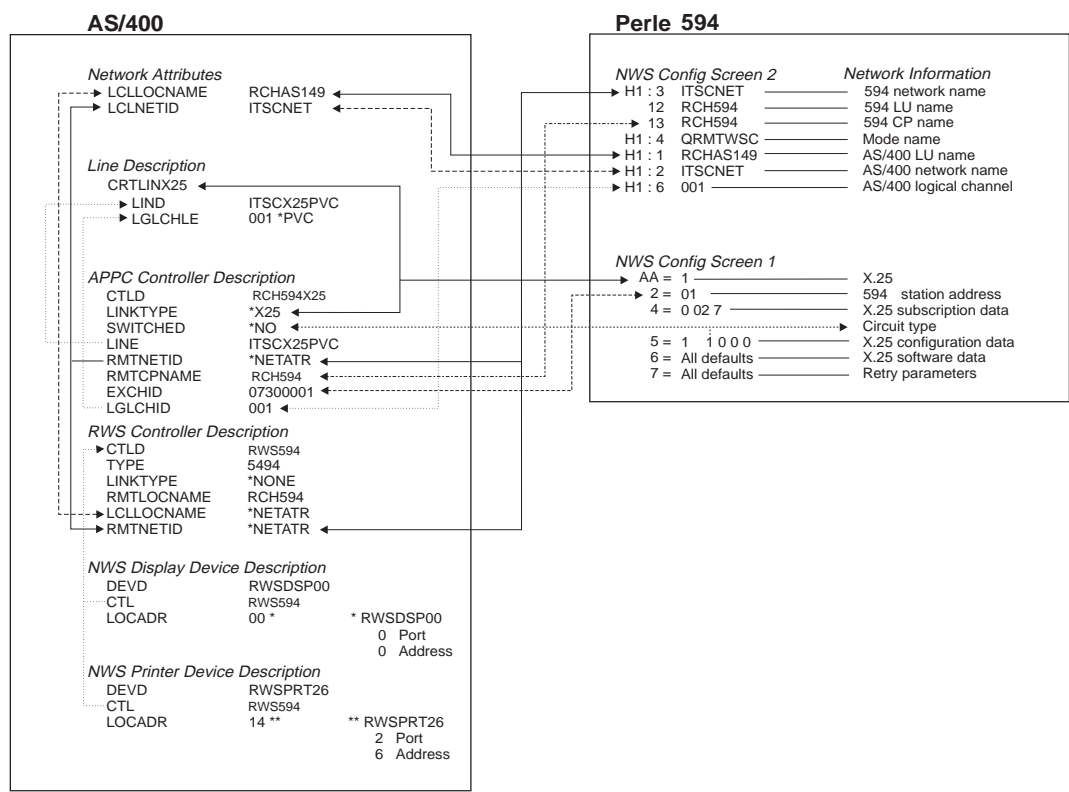 AS/400
Network Attributes
LCLLOCNAME RCHAS149
LCLNETID ITSCNET
Line Description
CRTLINX25
LIND ITSCX25PVC
LGLCHLE 001 *PVC
APPC Controller Description
CTLD RCH594X25
LINKTYPE *X25
SWITCHED *NO
LINE ITSCX25PVC
RMTNETID *NETATR
RMTCPNAME RCH594
EXCHID 07300001
LGLCHID 001
RWS Controller Description
CTLD RWS594
TYPE 5494
LINKTYPE *NONE
RMTLOCNAME RCH594
LCLLOCNAME *NETATR
RMTNETID *NETATR
NWS Display Device Description
DEVD RWSDSP00
CTL RWS594
LOCADR 00 * * RWSDSP00
0 Port
0 Address
NWS Printer Device Description
DEVD RWSPRT26
CTL RWS594
LOCADR 14 ** ** RWSPRT26
2 Port
6 Address
Perle 594
NWS Config Screen 2 Network Information
H1 : 3 ITSCNET 594 network name
12 RCH594 594 LU name
13 RCH594 594 CP name
H1 : 4 QRMTWSC Mode name
H1 : 1 RCHAS149 AS/400 LU name
H1 : 2 ITSCNET AS/400 network name
H1 : 6 001 AS/400 logical channel
NWS Config Screen 1
AA = 1 X.25
2 = 01 594 station address
4 = 0 02 7 X.25 subscription data
Circuit type
5 = 1 1 0 0 0 X.25 configuration data
6 = All defaults X.25 software data
7 = All defaults Retry parameters